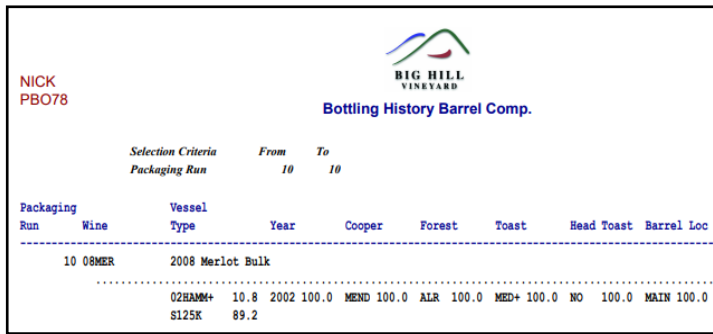 BIG HILL
VINEYARD
NICK
PBO78
Bottling History Barrel Comp.
Selection Criteria From To
Packaging Run 10 10
Packaging Vessel
Run Wine Type Year Cooper Forest Toast Head Toast Barrel Loc
10 08MER 2008 Merlot Bulk
02HAMM+ 10.8 2002 100.0 MEND 100.0 ALR 100.0 MED+ 100.0 NO 100.0 MAIN 100.0
S125K 89.2